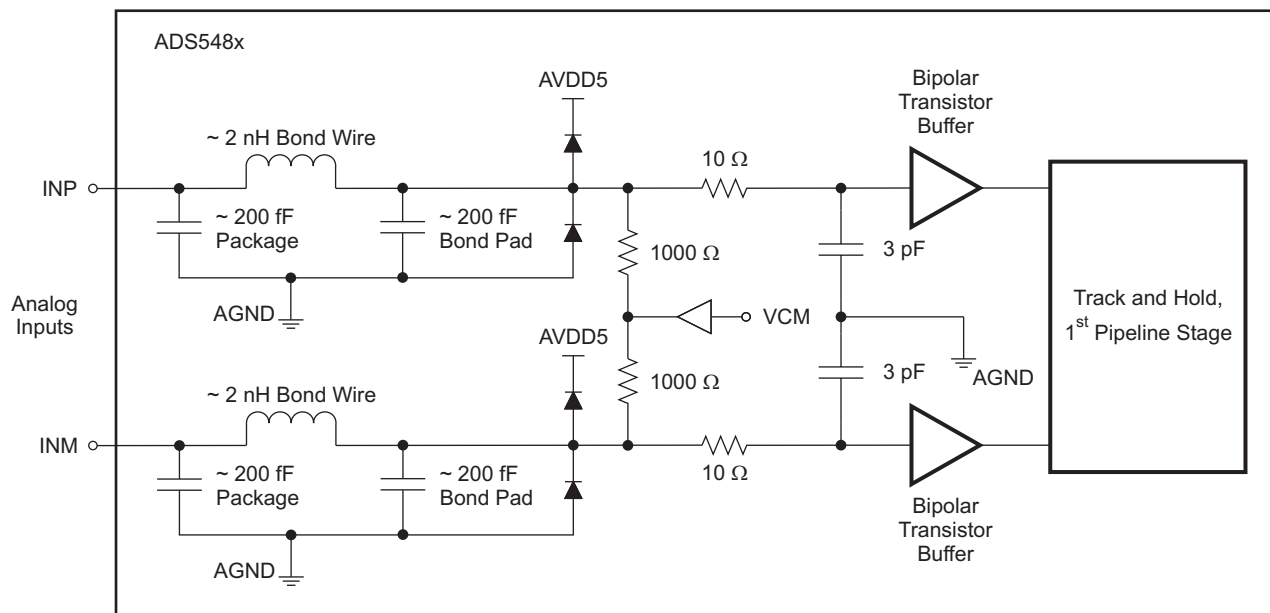 ADS548x
AVDD5
Bipolar
Transistor
Buffer
~ 2 nH Bond Wire
10 Ω
INP
~ 200 fF
Package
~ 200 fF
Bond Pad
1000 Ω
3 pF
Analog
Inputs
AGND
VCM
Track and Hold,
1st Pipeline Stage
AVDD5
AGND
~ 2 nH Bond Wire
1000 Ω
3 pF
INM
~ 200 fF
Package
~ 200 fF
Bond Pad
10 Ω
Bipolar
Transistor
Buffer
AGND